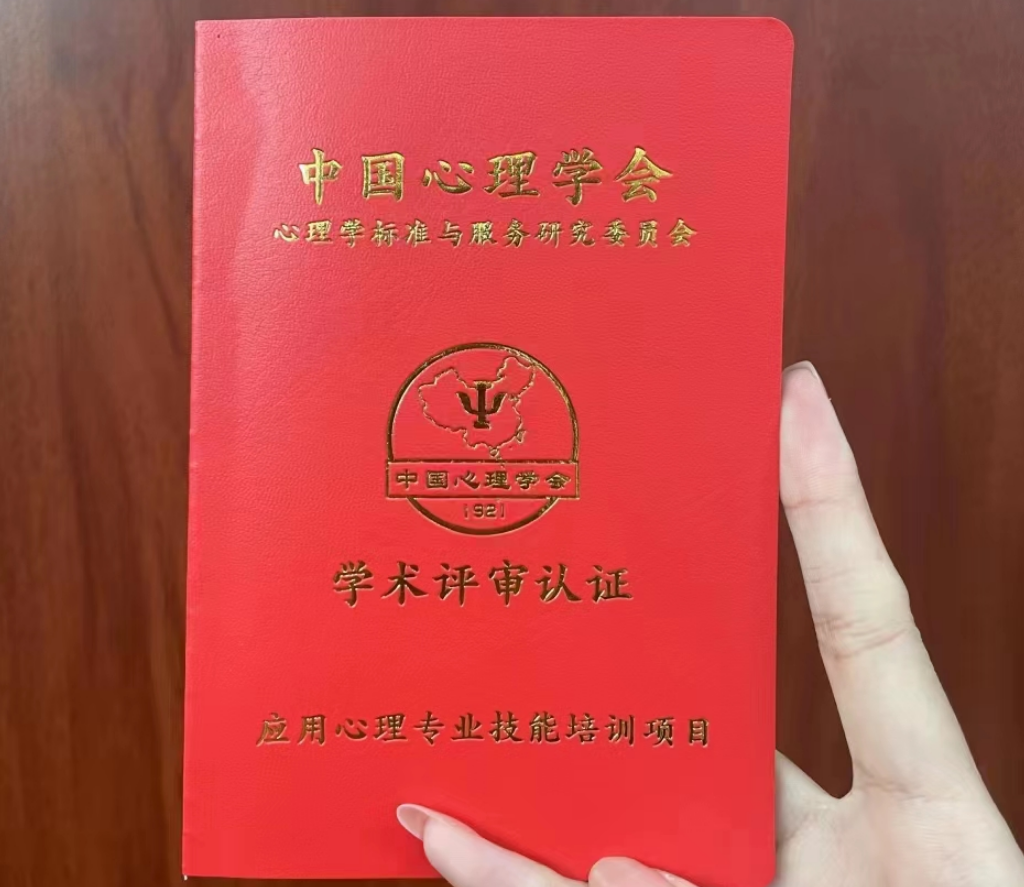 中国心理学会
心理学标准与服务研究委员会
中国心理学会
1921
学术评审认证
应用心理专业技能培训项目